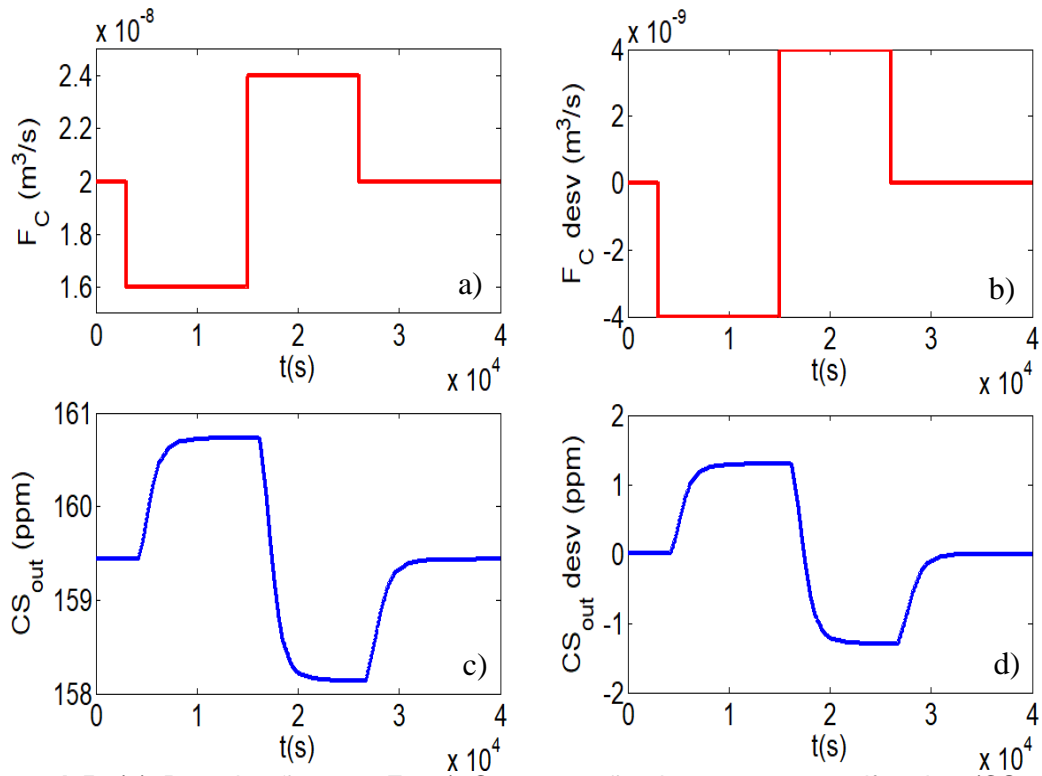 x 10^-8
2.4
2.2
2
1.8
1.6
F_C (m^3/s)
a)
0 1 2 3 4
t(s)
x 10^4
x 10^-9
4
2
0
-2
-4
F_C desv (m^3/s)
b)
0 1 2 3 4
t(s)
x 10^4
161
160
159
158
CS_out (ppm)
c)
0 1 2 3 4
t(s)
x 10^4
2
1
0
-1
-2
CS_out desv (ppm)
d)
0 1 2 3 4
t(s)
x 10^4